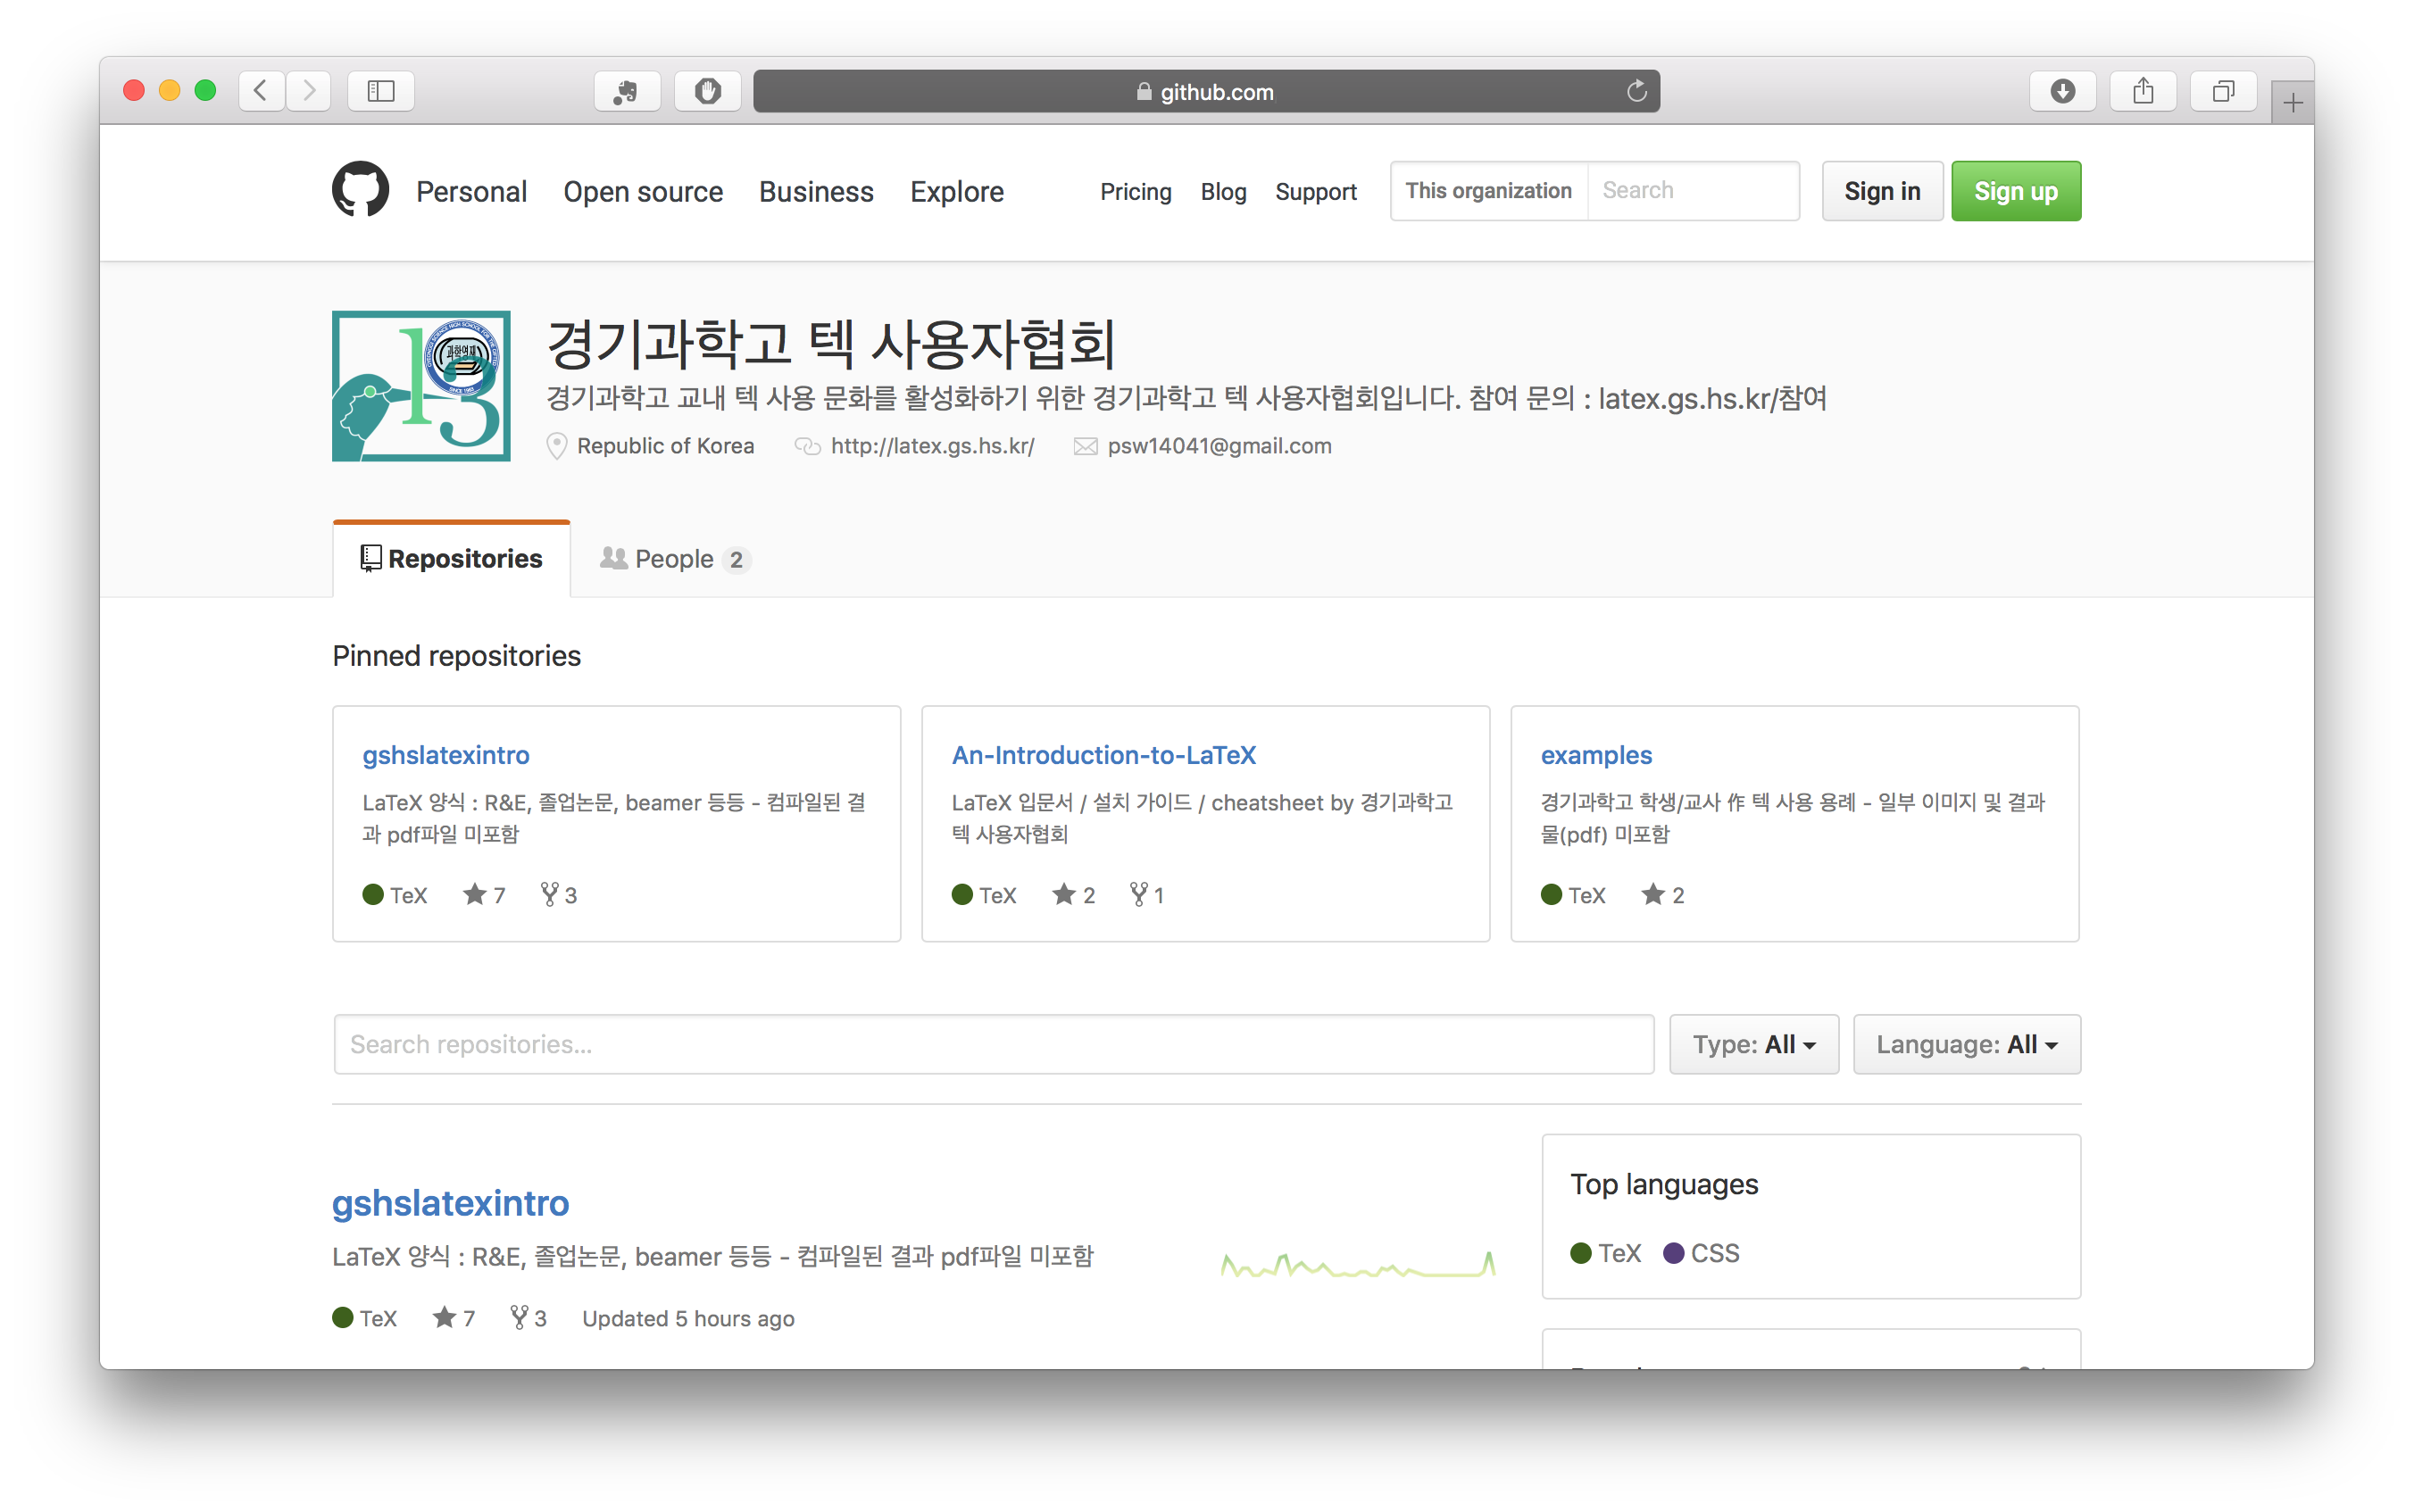 github.com
Personal Open source Business Explore Pricing Blog Support This organization Search Sign in Sign up
과학영재
SINCE 1983
l3
경기과학고 텍 사용자협회
경기과학고 교내 텍 사용 문화를 활성화하기 위한 경기과학고 텍 사용자협회입니다. 참여 문의 : latex.gs.hs.kr/참여
Republic of Korea http://latex.gs.hs.kr/ psw14041@gmail.com
Repositories People 2
Pinned repositories
gshslatexintro
LaTeX 양식 : R&E, 졸업논문, beamer 등등 - 컴파일된 결
과 pdf파일 미포함
TeX 7 3
An-Introduction-to-LaTeX
LaTeX 입문서 / 설치 가이드 / cheatsheet by 경기과학고
텍 사용자협회
TeX 2 1
examples
경기과학고 학생/교사 作 텍 사용 용례 - 일부 이미지 및 결과
물(pdf) 미포함
TeX 2
Search repositories... Type: All Language: All
gshslatexintro
LaTeX 양식 : R&E, 졸업논문, beamer 등등 - 컴파일된 결과 pdf파일 미포함
TeX 7 3 Updated 5 hours ago
Top languages
TeX CSS